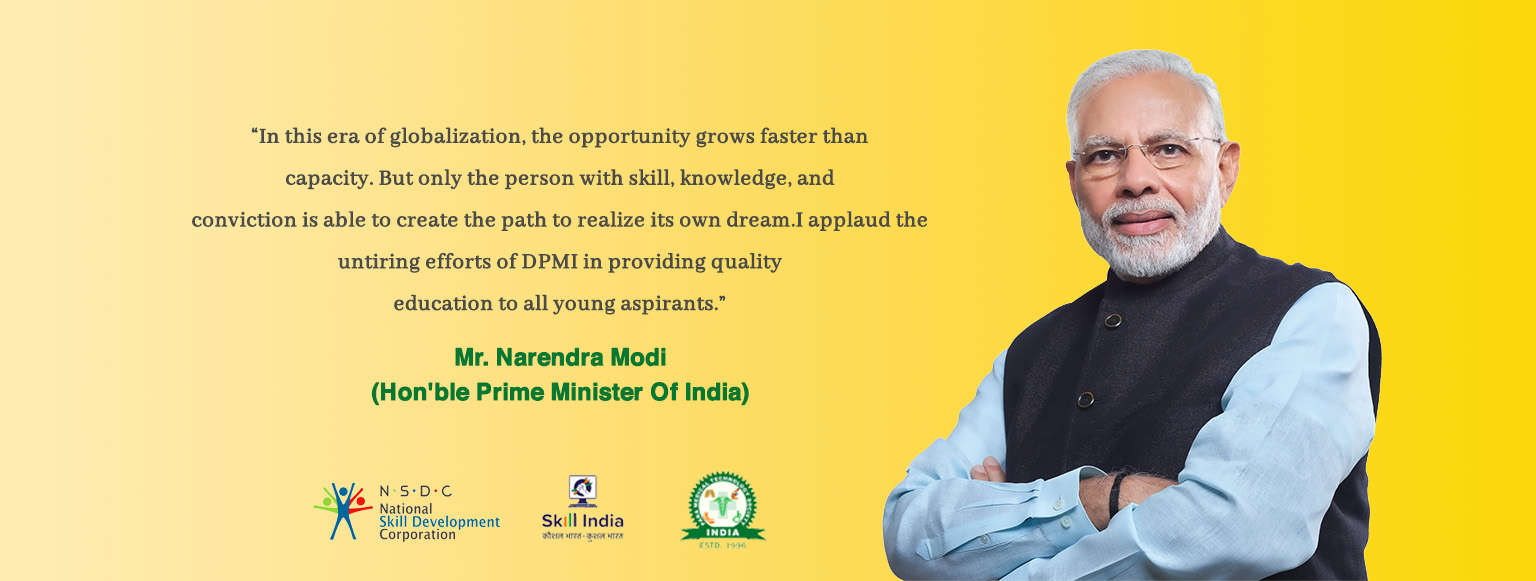 “In this era of globalization, the opportunity grows faster than
capacity. But only the person with skill, knowledge, and
conviction is able to create the path to realize its own dream.I applaud the
untiring efforts of DPMI in providing quality
education to all young aspirants.”
Mr. Narendra Modi
(Hon'ble Prime Minister Of India)
N·S·D·C
National
Skill Development
Corporation
Skill India
कौशल भारत - कुशल भारत
INDIA
ESTD. 1996